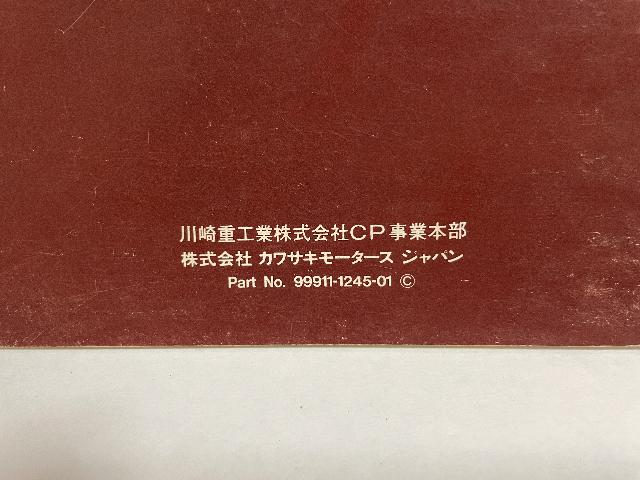 川崎重工業株式会社CP事業本部
株式会社 カワサキモータース ジャパン
Part No. 99911-1245-01 ©